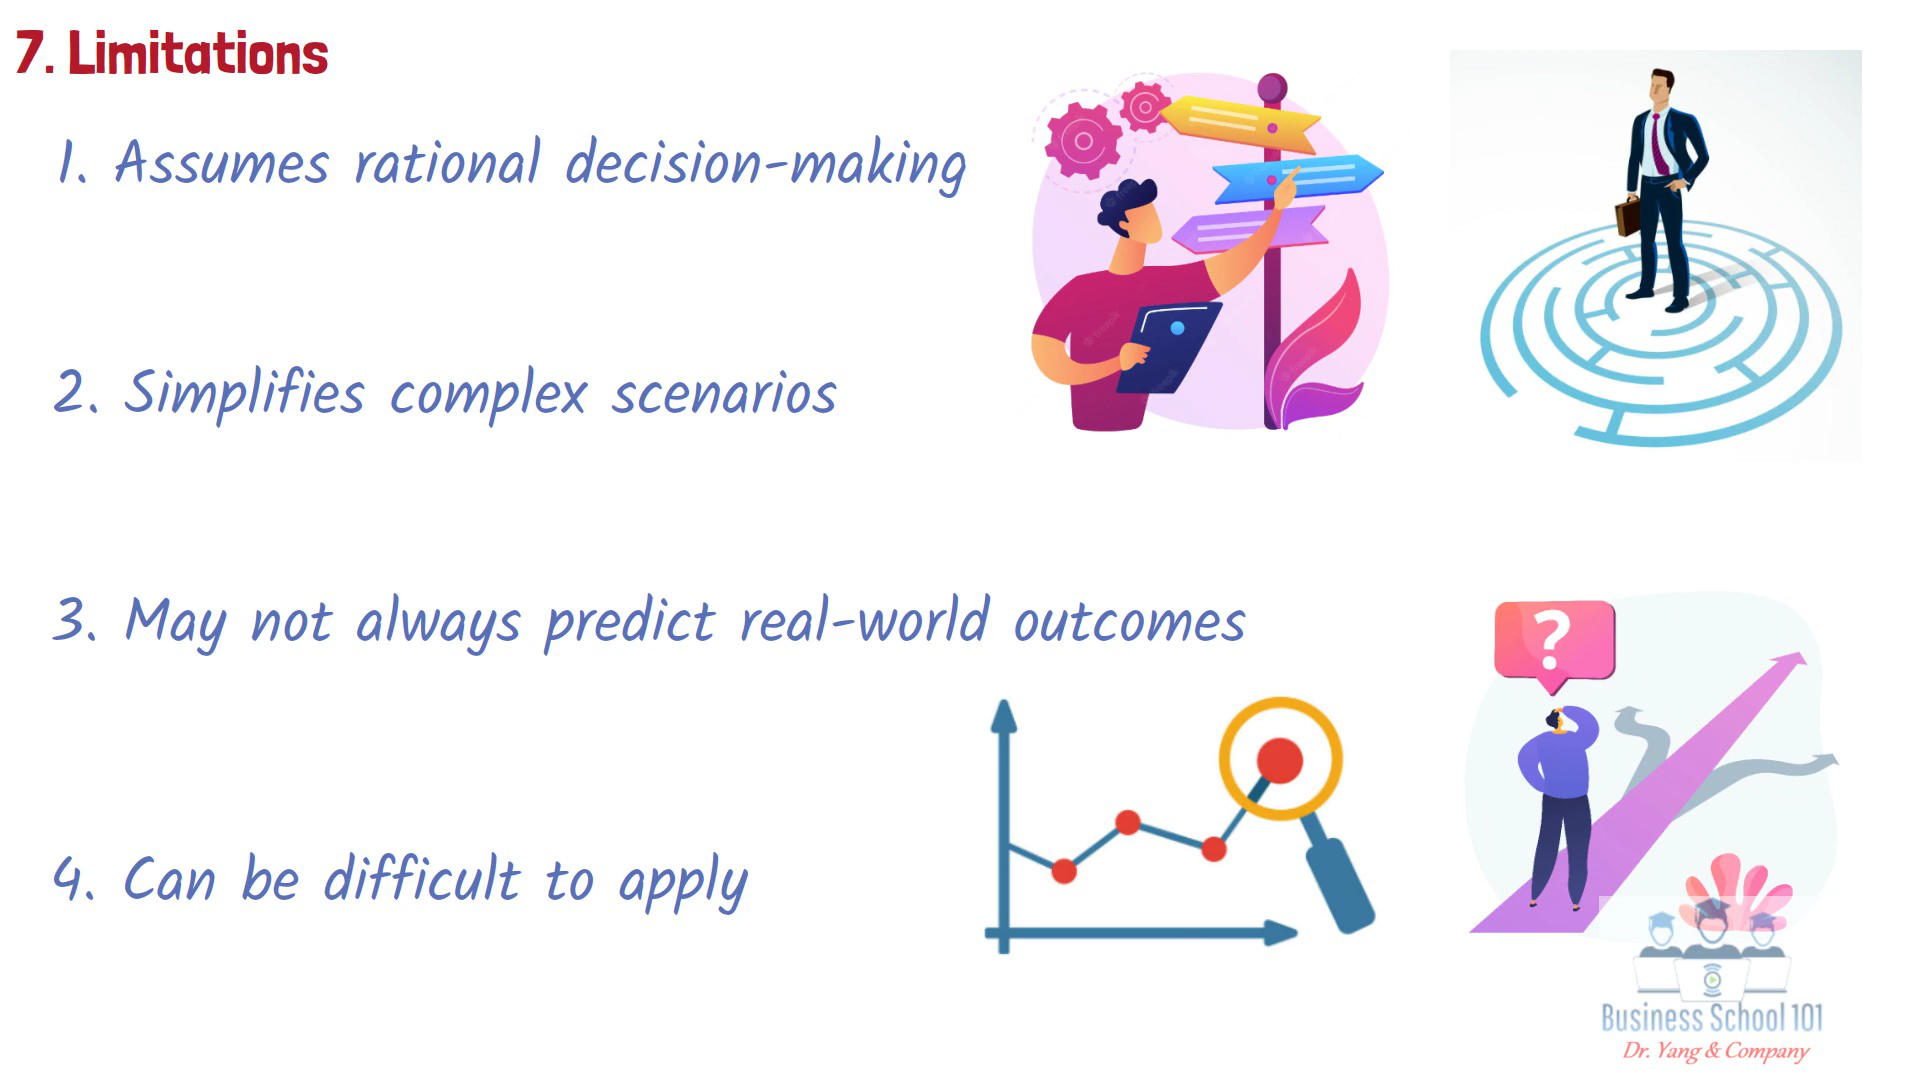 7. Limitations
1. Assumes rational decision-making
2. Simplifies complex scenarios
3. May not always predict real-world outcomes
?
4. Can be difficult to apply
Business School 101
Dr. Yang & Company